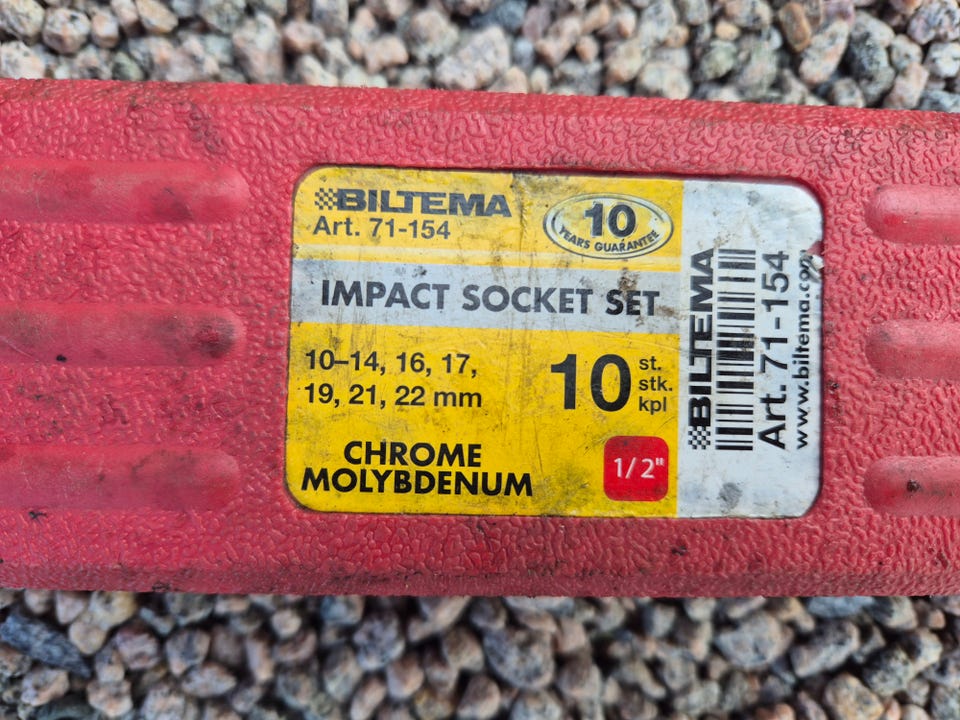 BILTEMA
Art. 71-154
10
YEARS GUARANTEE
IMPACT SOCKET SET
10–14, 16, 17,
19, 21, 22 mm
10 st.
stk.
kpl
CHROME
MOLYBDENUM
1/2"
BILTEMA
Art. 71-154
www.biltema.com